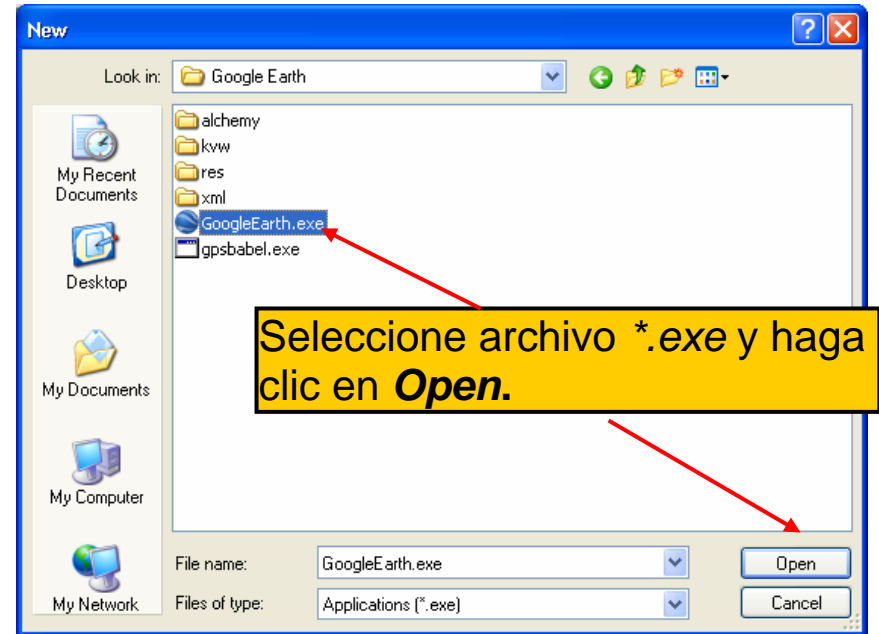 New
Look in: Google Earth
My Recent
Documents
Desktop
My Documents
My Computer
My Network
alchemy
kvw
res
xml
GoogleEarth.exe
gpsbabel.exe
Seleccione archivo *.exe y haga
clic en Open.
File name: GoogleEarth.exe Open
Files of type: Applications (*.exe) Cancel